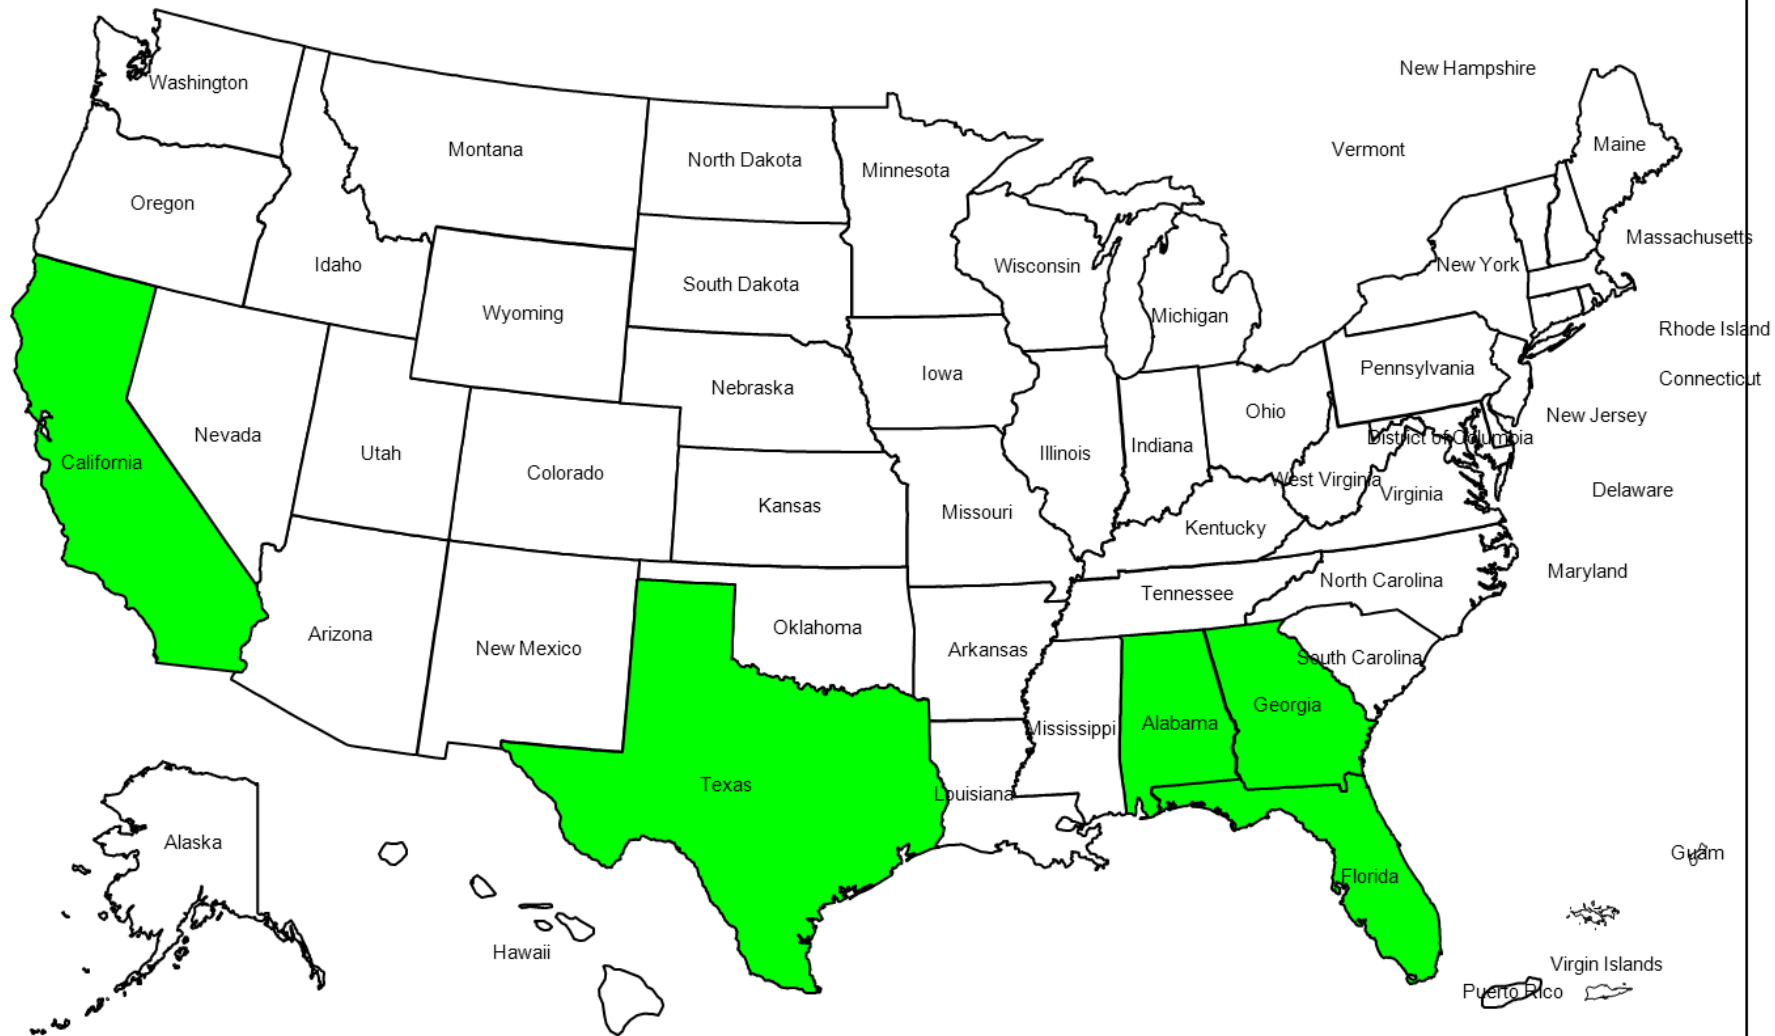 New Hampshire
Washington
Maine
Montana
Vermont
North Dakota
Minnesota
Oregon
Massachusetts
Idaho
New York
Wisconsin
South Dakota
Wyoming
Michigan
Rhode Island
Pennsylvania
Iowa
Connecticut
Nebraska
Ohio
New Jersey
Nevada
District of Columbia
Indiana
Utah
Illinois
California
Colorado
West Virginia
Virginia
Delaware
Kansas
Missouri
Kentucky
Maryland
North Carolina
Tennessee
Oklahoma
Arizona
New Mexico
Arkansas
South Carolina
Georgia
Alabama
Mississippi
Texas
Louisiana
Alaska
Guam
Florida
Hawaii
Virgin Islands
Puerto Rico